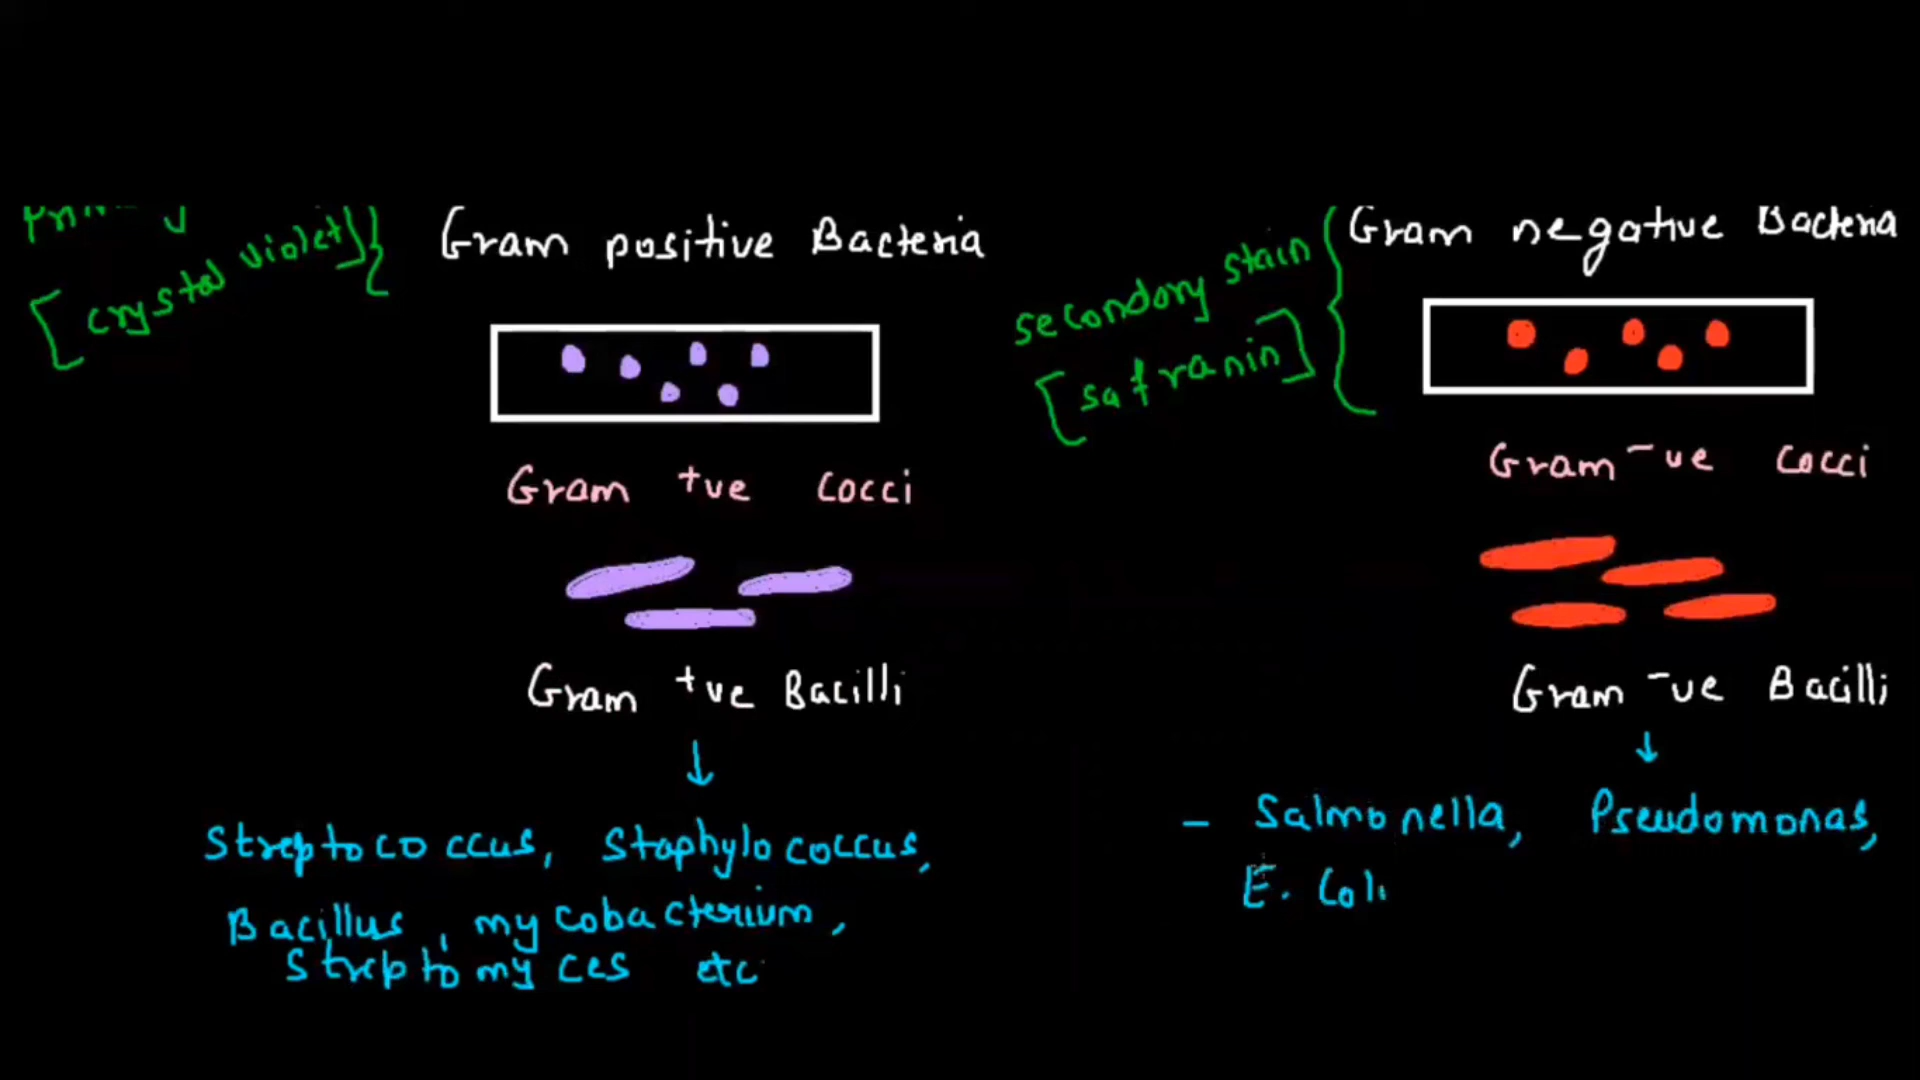 [crystal violet]
Gram positive Bacteria
Gram +ve cocci
Gram +ve Bacilli
Streptococcus, Staphylococcus,
Bacillus, mycobacterium,
Streptomyces etc
secondory stain
[safranin]
Gram negative Bacteria
Gram -ve cocci
Gram -ve Bacilli
- Salmonella, Pseudomonas,
E. Coli